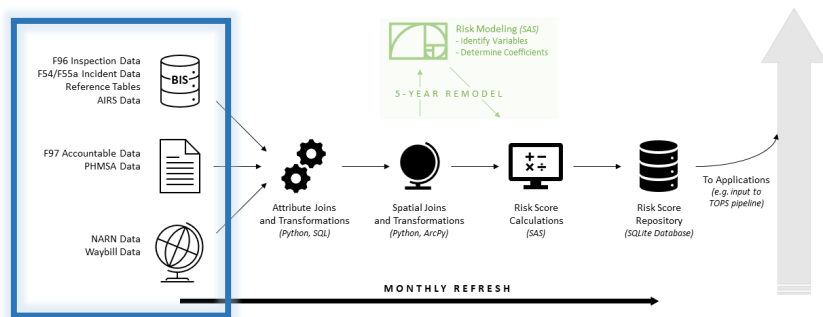 F96 Inspection Data
F54/F55a Incident Data
Reference Tables
AIRS Data
BIS
F97 Accountable Data
PHMSA Data
NARN Data
Waybill Data
Risk Modeling (SAS)
- Identify Variables
- Determine Coefficients
5-YEAR REMODEL
Attribute Joins
and Transformations
(Python, SQL)
Spatial Joins
and Transformations
(Python, ArcPy)
Risk Score
Calculations
(SAS)
Risk Score
Repository
(SQLite Database)
To Applications
(e.g. input to
TOPS pipeline)
MONTHLY REFRESH